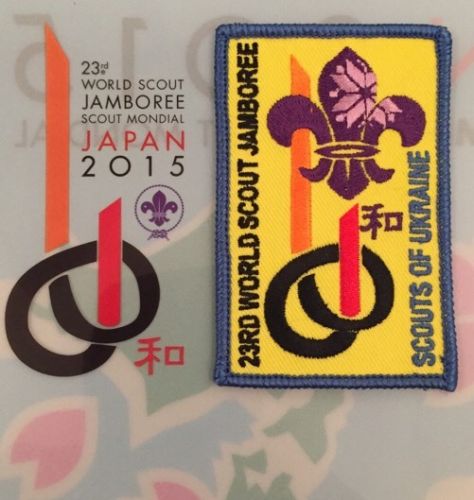 23rd/e
WORLD SCOUT
JAMBOREE
SCOUT MONDIAL
JAPAN
2015
和
23RD WORLD SCOUT JAMBOREE
和
SCOUTS OF UKRAINE